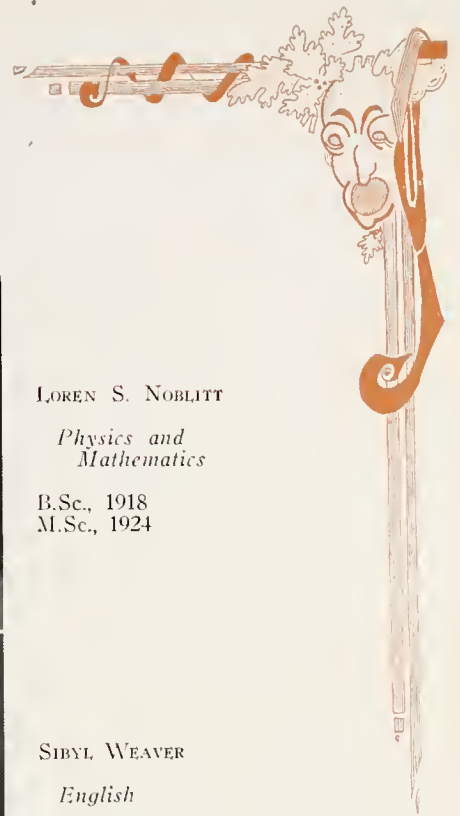 LOREN S. NOBLITT
Physics and
Mathematics
B.Sc., 1918
M.Sc., 1924
SIBYL WEAVER
English